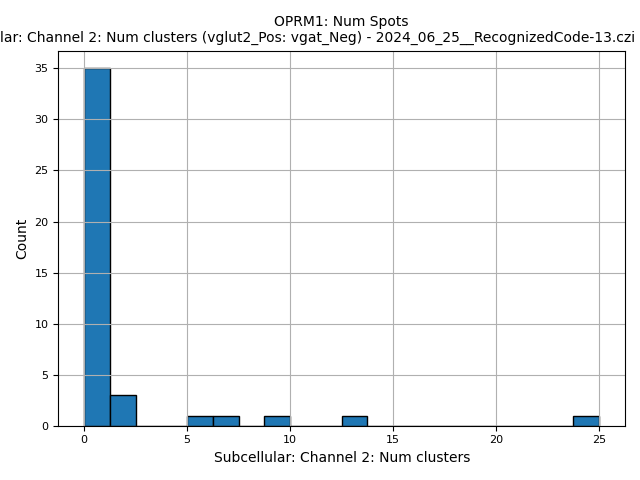 OPRM1: Num Spots
lar: Channel 2: Num clusters (vglut2_Pos: vgat_Neg) - 2024_06_25__RecognizedCode-13.czi
35
30
25
20
15
10
5
0
Count
0 5 10 15 20 25
Subcellular: Channel 2: Num clusters